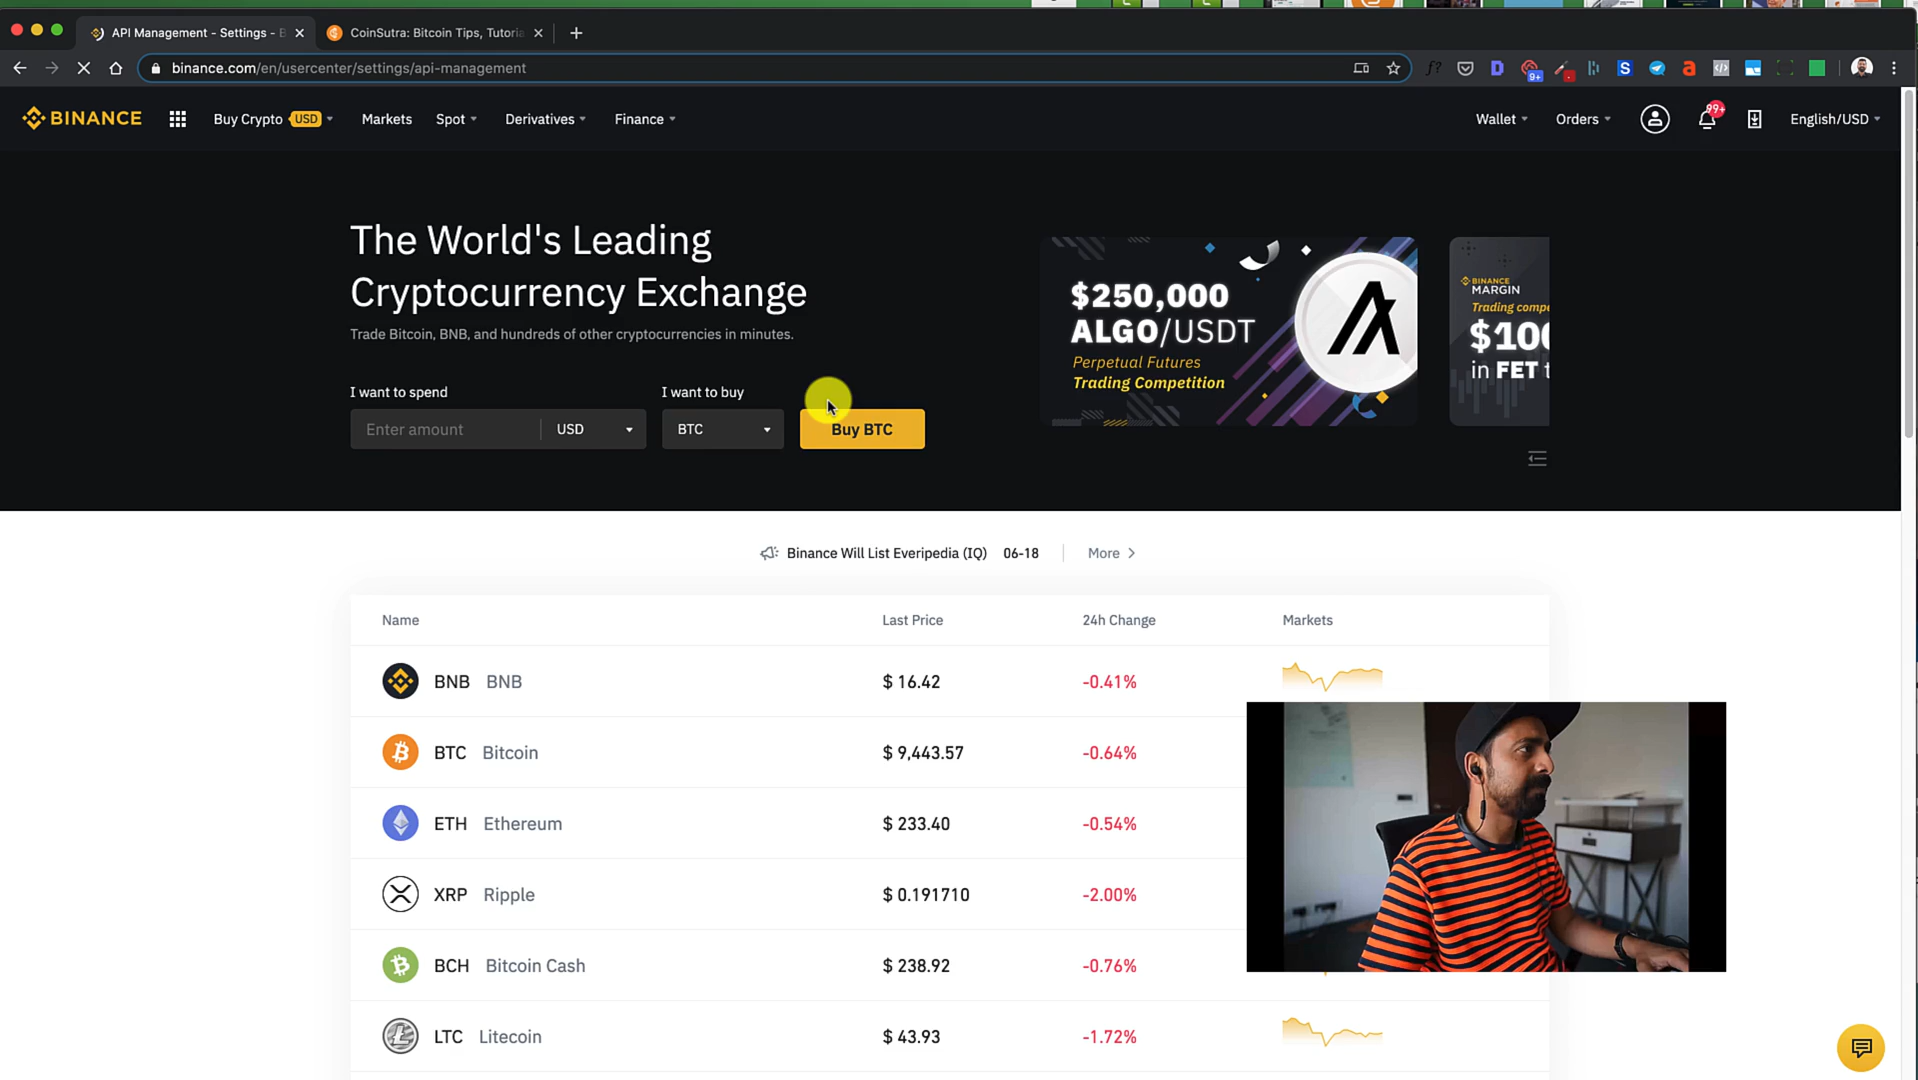 API Management - Settings - B
CoinSutra: Bitcoin Tips, Tutoria
binance.com/en/usercenter/settings/api-management
9+
BINANCE
Buy Crypto USD
Markets
Spot
Derivatives
Finance
Wallet
Orders
99+
English/USD
The World's Leading
Cryptocurrency Exchange
Trade Bitcoin, BNB, and hundreds of other cryptocurrencies in minutes.
I want to spend
I want to buy
Enter amount
USD
BTC
Buy BTC
$250,000
ALGO/USDT
Perpetual Futures
Trading Competition
BINANCE
MARGIN
Trading comp
$100
in FET t
Binance Will List Everipedia (IQ) 06-18
More
Name Last Price 24h Change Markets
BNB BNB $ 16.42 -0.41%
BTC Bitcoin $ 9,443.57 -0.64%
ETH Ethereum $ 233.40 -0.54%
XRP Ripple $ 0.191710 -2.00%
BCH Bitcoin Cash $ 238.92 -0.76%
LTC Litecoin $ 43.93 -1.72%